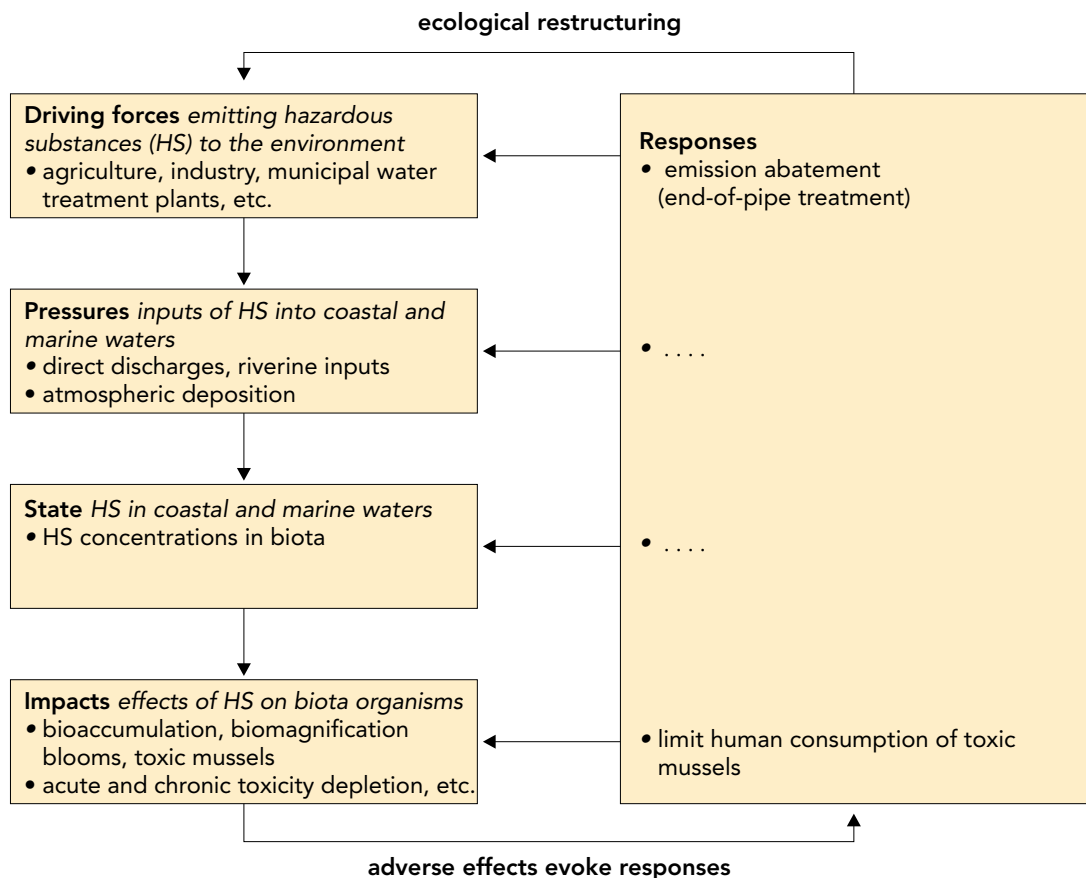 ecological restructuring
Driving forces emitting hazardous
substances (HS) to the environment
• agriculture, industry, municipal water
treatment plants, etc.
Pressures inputs of HS into coastal and
marine waters
• direct discharges, riverine inputs
• atmospheric deposition
State HS in coastal and marine waters
• HS concentrations in biota
Impacts effects of HS on biota organisms
• bioaccumulation, biomagnification
blooms, toxic mussels
• acute and chronic toxicity depletion, etc.
Responses
• emission abatement
(end-of-pipe treatment)
• . . . .
• . . . .
• limit human consumption of toxic
mussels
adverse effects evoke responses